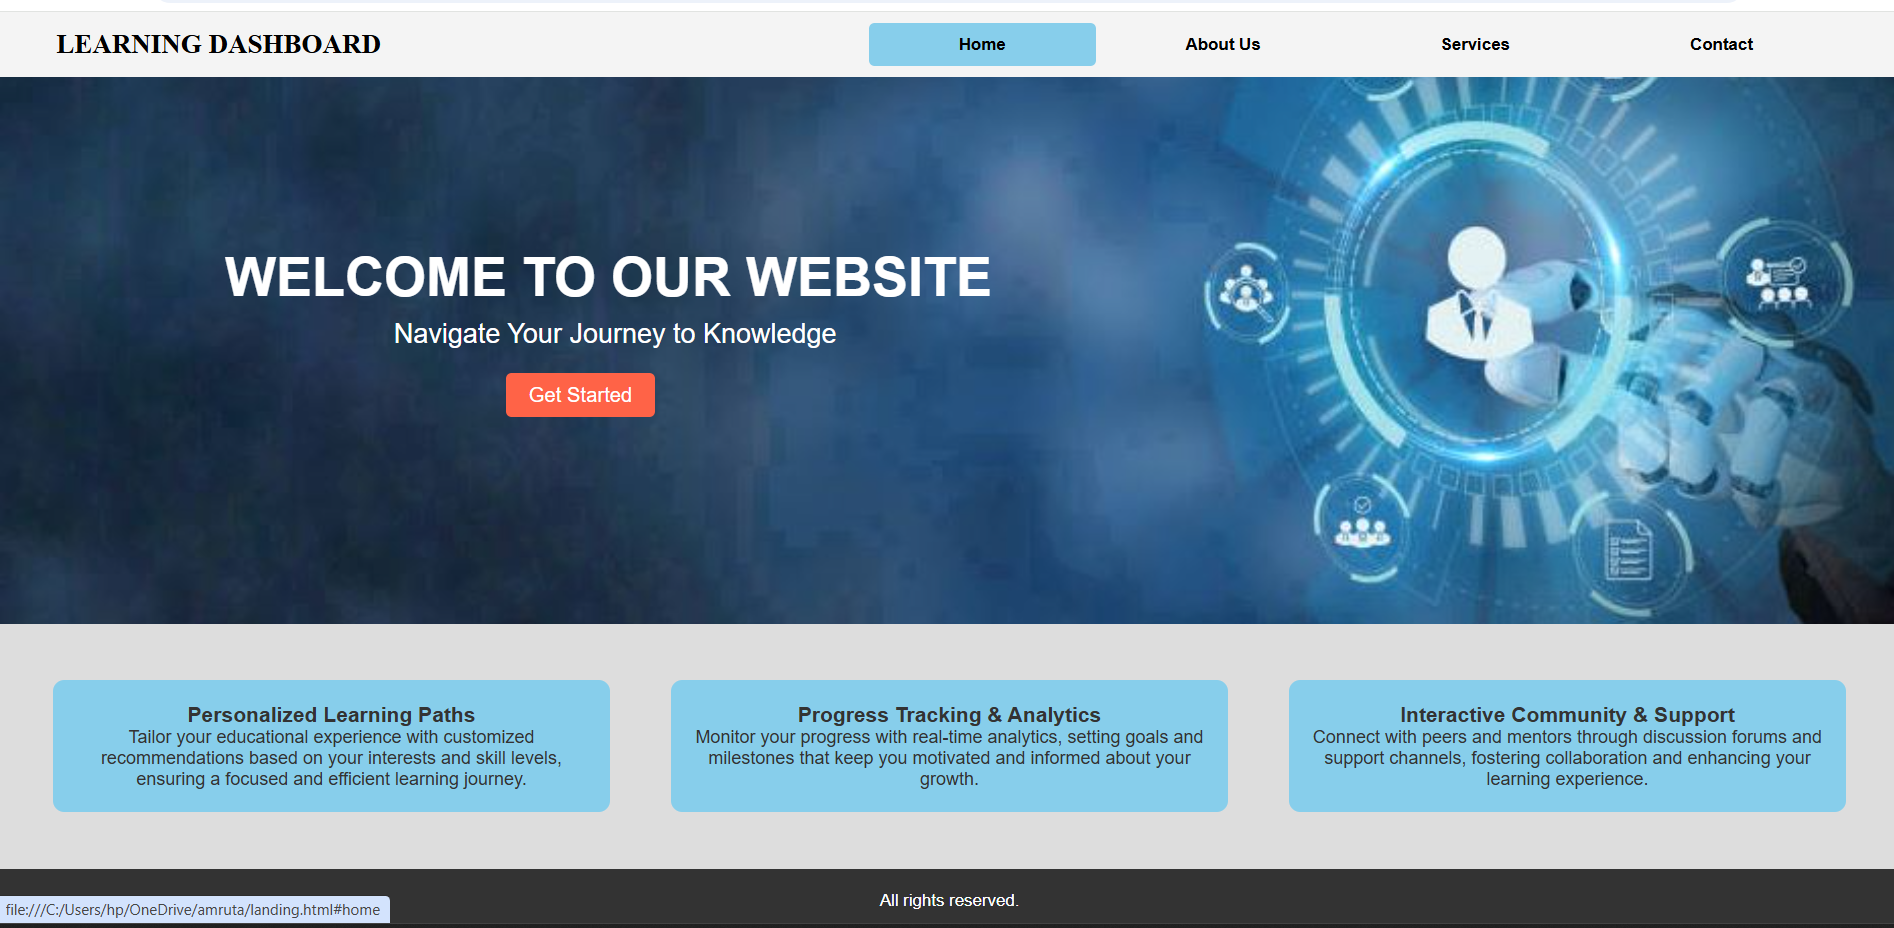 LEARNING DASHBOARD
Home
About Us
Services
Contact
WELCOME TO OUR WEBSITE
Navigate Your Journey to Knowledge
Get Started
Personalized Learning Paths
Tailor your educational experience with customized
recommendations based on your interests and skill levels,
ensuring a focused and efficient learning journey.
Progress Tracking & Analytics
Monitor your progress with real-time analytics, setting goals and
milestones that keep you motivated and informed about your
growth.
Interactive Community & Support
Connect with peers and mentors through discussion forums and
support channels, fostering collaboration and enhancing your
learning experience.
All rights reserved.
file:///C:/Users/hp/OneDrive/amruta/landing.html#home